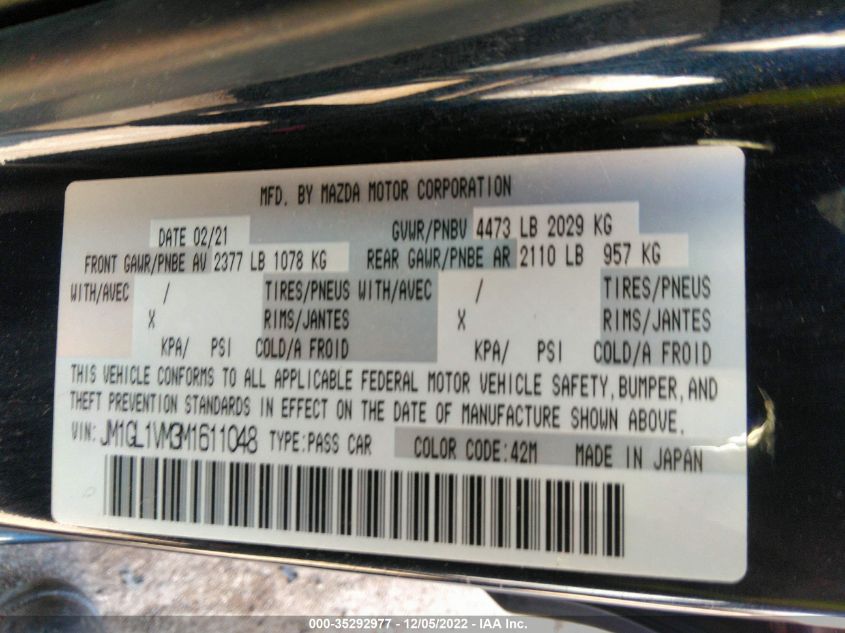 MFD. BY MAZDA MOTOR CORPORATION
DATE 02/21 GVWR/PNBV 4473 LB 2029 KG
FRONT GAWR/PNBE AV 2377 LB 1078 KG REAR GAWR/PNBE AR 2110 LB 957 KG
WITH/AVEC / TIRES/PNEUS WITH/AVEC / TIRES/PNEUS
X RIMS/JANTES X RIMS/JANTES
KPA/ PSI COLD/A FROID KPA/ PSI COLD/A FROID
THIS VEHICLE CONFORMS TO ALL APPLICABLE FEDERAL MOTOR VEHICLE SAFETY, BUMPER, AND
THEFT PREVENTION STANDARDS IN EFFECT ON THE DATE OF MANUFACTURE SHOWN ABOVE.
VIN: JM1GL1VM3M1611048 TYPE:PASS CAR COLOR CODE:42M MADE IN JAPAN
000-35292977 - 12/05/2022 - IAA Inc.